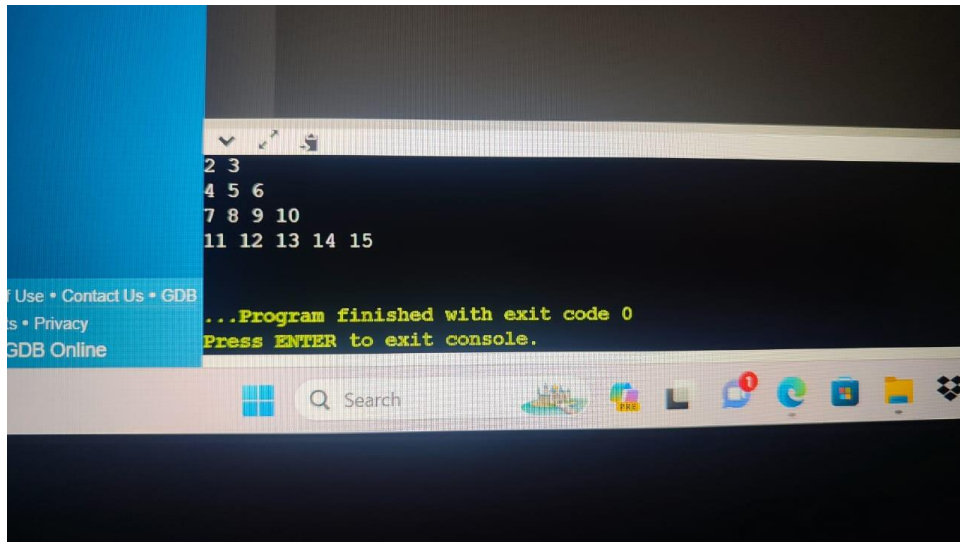 2 3
4 5 6
7 8 9 10
11 12 13 14 15
f Use • Contact Us • GDB
...Program finished with exit code 0
s • Privacy
Press ENTER to exit console.
GDB Online
Search
PRE
1